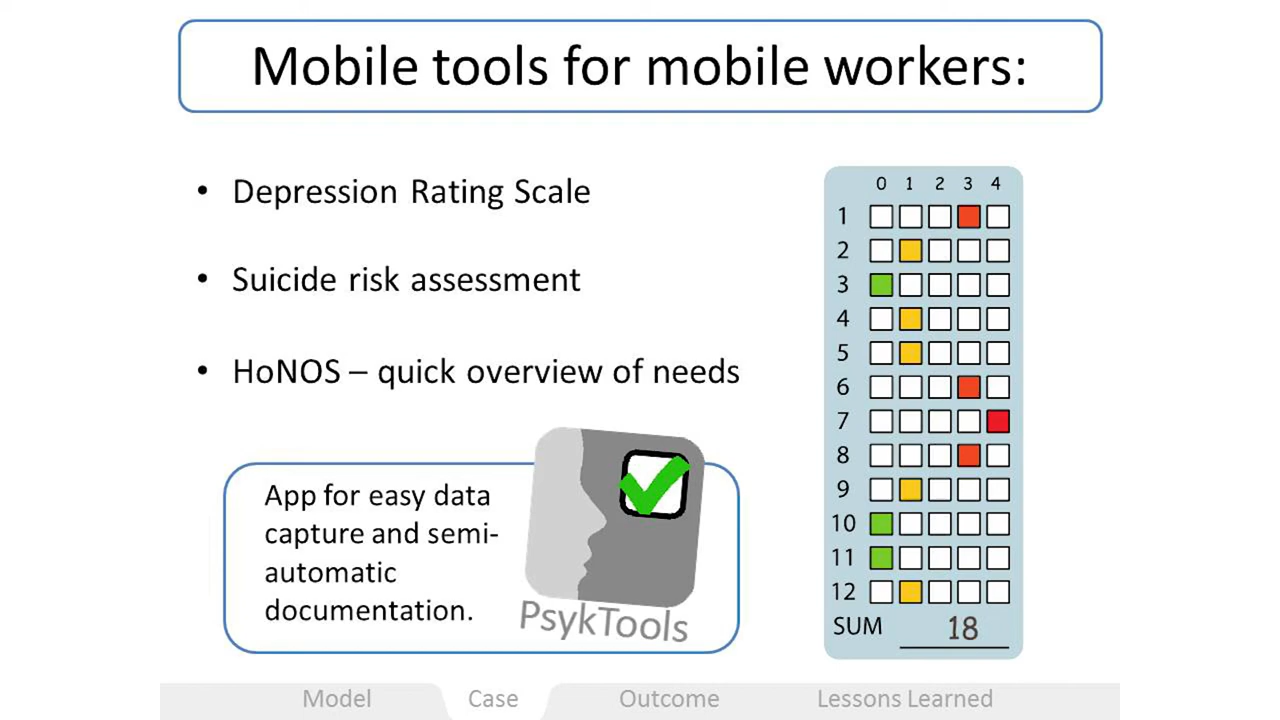 Mobile tools for mobile workers:
• Depression Rating Scale
• Suicide risk assessment
• HoNOS – quick overview of needs
App for easy data
capture and semi-
automatic
documentation.
PsykTools
0 1 2 3 4
1
2
3
4
5
6
7
8
9
10
11
12
SUM 18
Model Case Outcome Lessons Learned